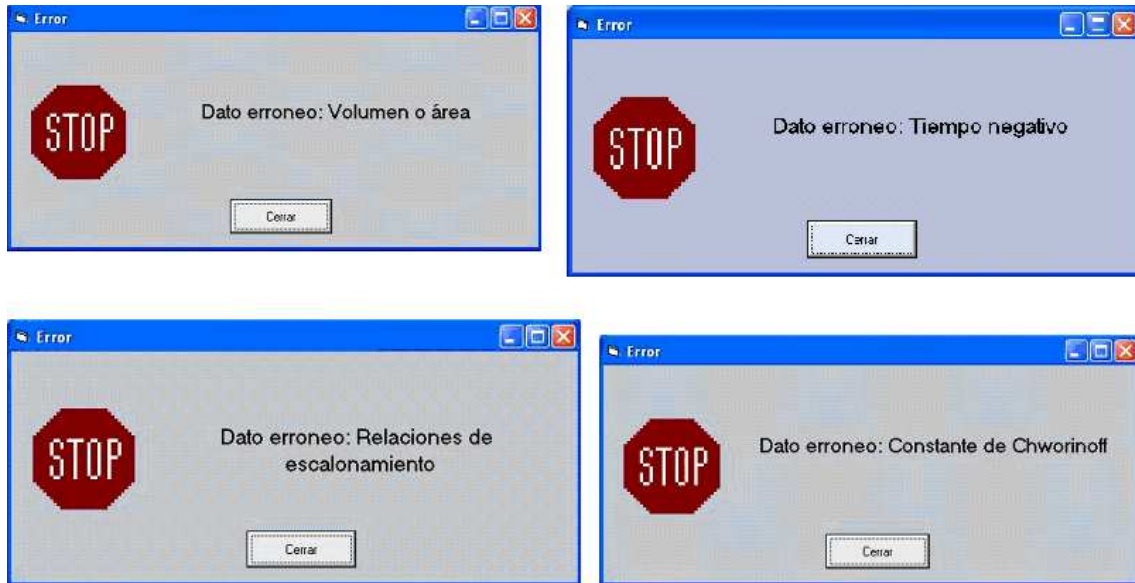 Error
STOP
Dato erroneo: Volumen o área
Cerrar
Error
STOP
Dato erroneo: Tiempo negativo
Cerrar
Error
STOP
Dato erroneo: Relaciones de
escalonamiento
Cerrar
Error
STOP
Dato erroneo: Constante de Chworinoff
Cerrar